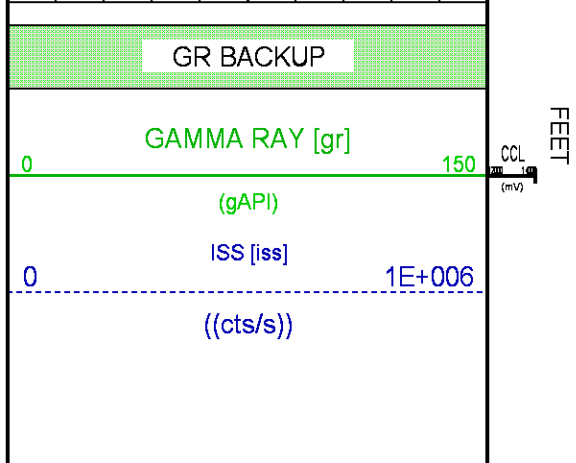 GR BACKUP
FEET
GAMMA RAY [gr]
0 150
CCL
(mV)
(gAPI)
ISS [iss]
0 1E+006
((cts/s))